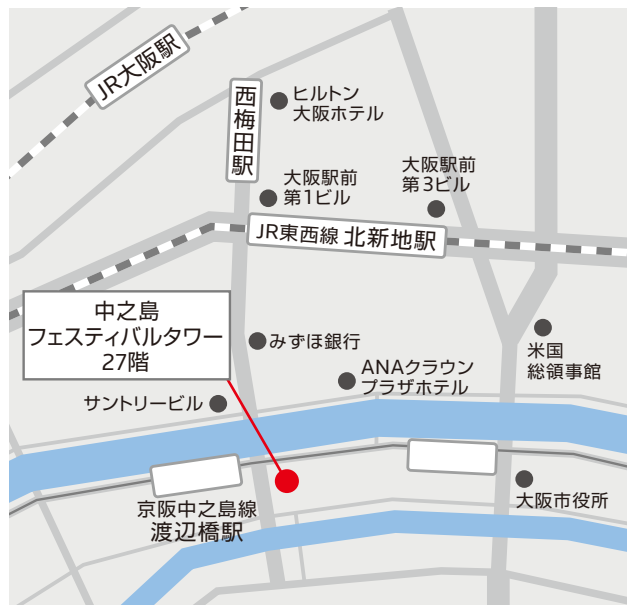 JR大阪駅
西梅田駅
ヒルトン
大阪ホテル
大阪駅前
第1ビル
大阪駅前
第3ビル
JR東西線 北新地駅
中之島
フェスティバルタワー
27階
みずほ銀行
米国
総領事館
ANAクラウン
プラザホテル
サントリービル
京阪中之島線
渡辺橋駅
大阪市役所